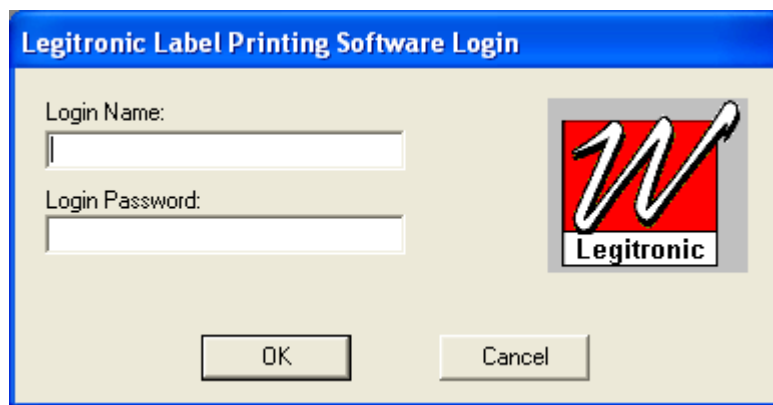 Legitronic Label Printing Software Login
Login Name:
Login Password:
W
Legitronic
OK
Cancel